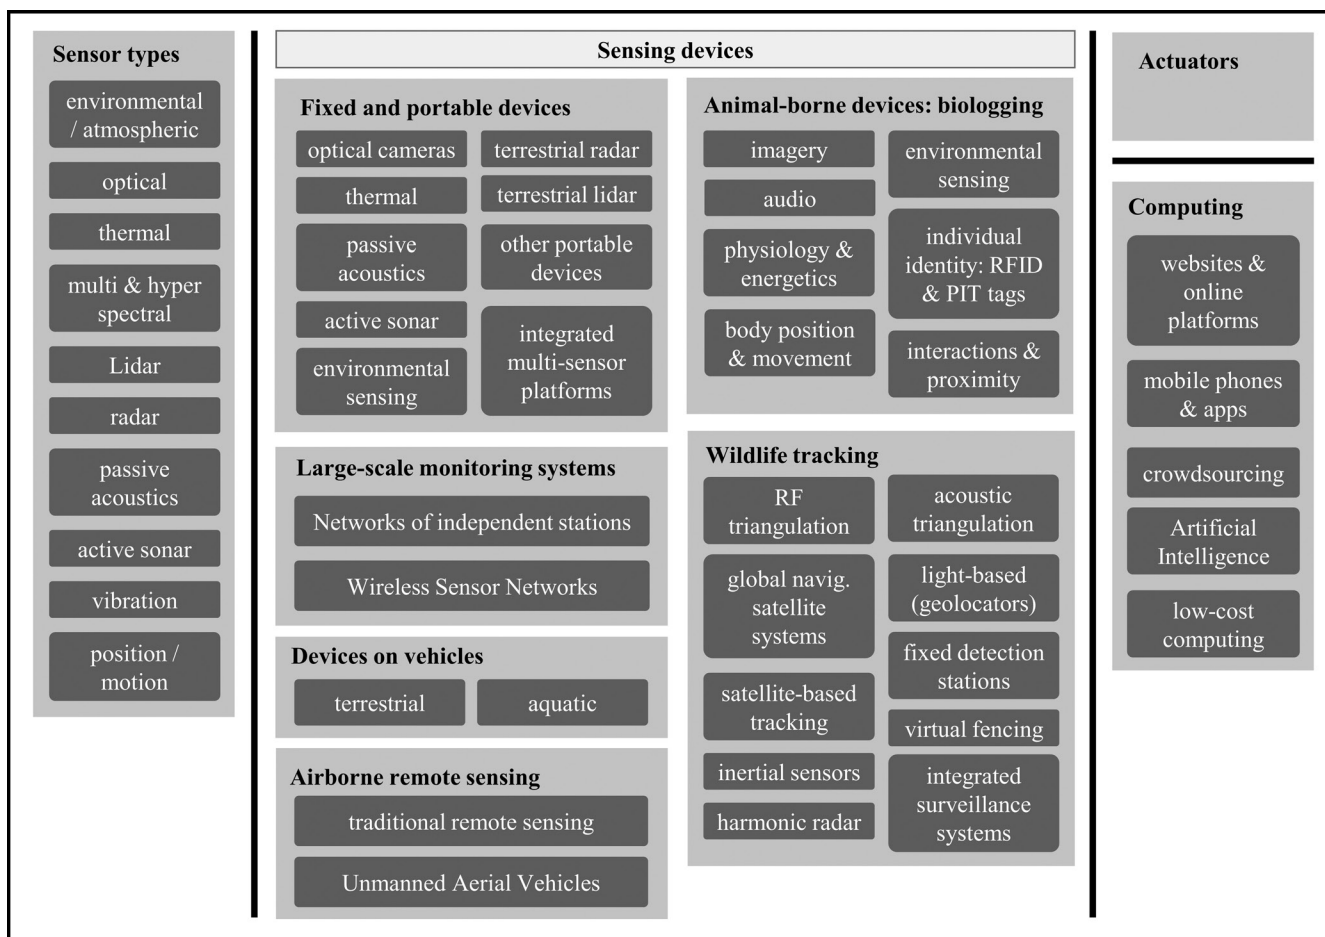 Sensor types
environmental
/ atmospheric
optical
thermal
multi & hyper
spectral
Lidar
radar
passive
acoustics
active sonar
vibration
position /
motion
Sensing devices
Fixed and portable devices
optical cameras
thermal
passive
acoustics
active sonar
environmental
sensing
terrestrial radar
terrestrial lidar
other portable
devices
integrated
multi-sensor
platforms
Large-scale monitoring systems
Networks of independent stations
Wireless Sensor Networks
Devices on vehicles
terrestrial
aquatic
Airborne remote sensing
traditional remote sensing
Unmanned Aerial Vehicles
Animal-borne devices: biologging
imagery
audio
physiology &
energetics
body position
& movement
environmental
sensing
individual
identity: RFID
& PIT tags
interactions &
proximity
Wildlife tracking
RF
triangulation
global navig.
satellite
systems
satellite-based
tracking
inertial sensors
harmonic radar
acoustic
triangulation
light-based
(geolocators)
fixed detection
stations
virtual fencing
integrated
surveillance
systems
Actuators
Computing
websites &
online
platforms
mobile phones
& apps
crowdsourcing
Artificial
Intelligence
low-cost
computing